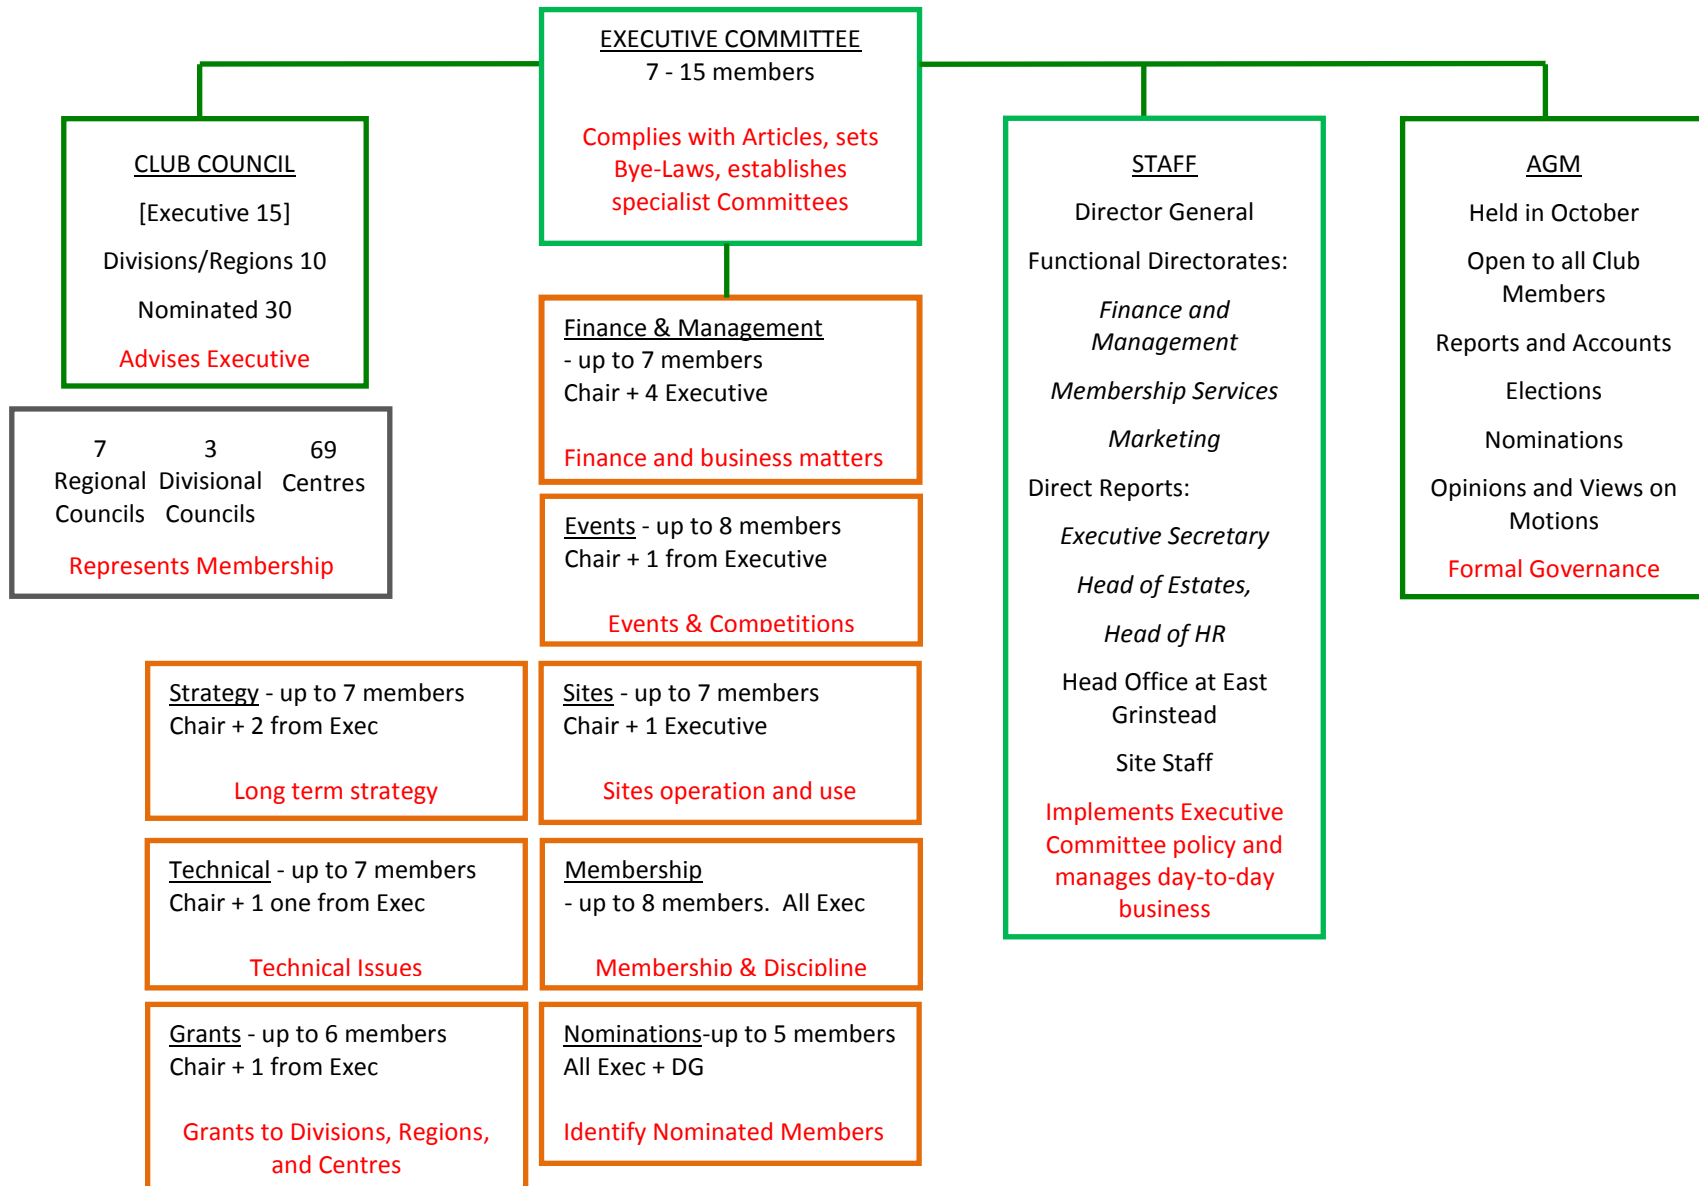 EXECUTIVE COMMITTEE
7 - 15 members
Complies with Articles, sets
Bye-Laws, establishes
specialist Committees
CLUB COUNCIL
[Executive 15]
Divisions/Regions 10
Nominated 30
Advises Executive
7
Regional
Councils
3
Divisional
Councils
69
Centres
Represents Membership
Finance & Management
- up to 7 members
Chair + 4 Executive
Finance and business matters
Events - up to 8 members
Chair + 1 from Executive
Events & Competitions
Strategy - up to 7 members
Chair + 2 from Exec
Long term strategy
Sites - up to 7 members
Chair + 1 Executive
Sites operation and use
Technical - up to 7 members
Chair + 1 one from Exec
Technical Issues
Membership
- up to 8 members.  All Exec
Membership & Discipline
Grants - up to 6 members
Chair + 1 from Exec
Grants to Divisions, Regions,
and Centres
Nominations-up to 5 members
All Exec + DG
Identify Nominated Members
STAFF
Director General
Functional Directorates:
Finance and
Management
Membership Services
Marketing
Direct Reports:
Executive Secretary
Head of Estates,
Head of HR
Head Office at East
Grinstead
Site Staff
Implements Executive
Committee policy and
manages day-to-day
business
AGM
Held in October
Open to all Club
Members
Reports and Accounts
Elections
Nominations
Opinions and Views on
Motions
Formal Governance